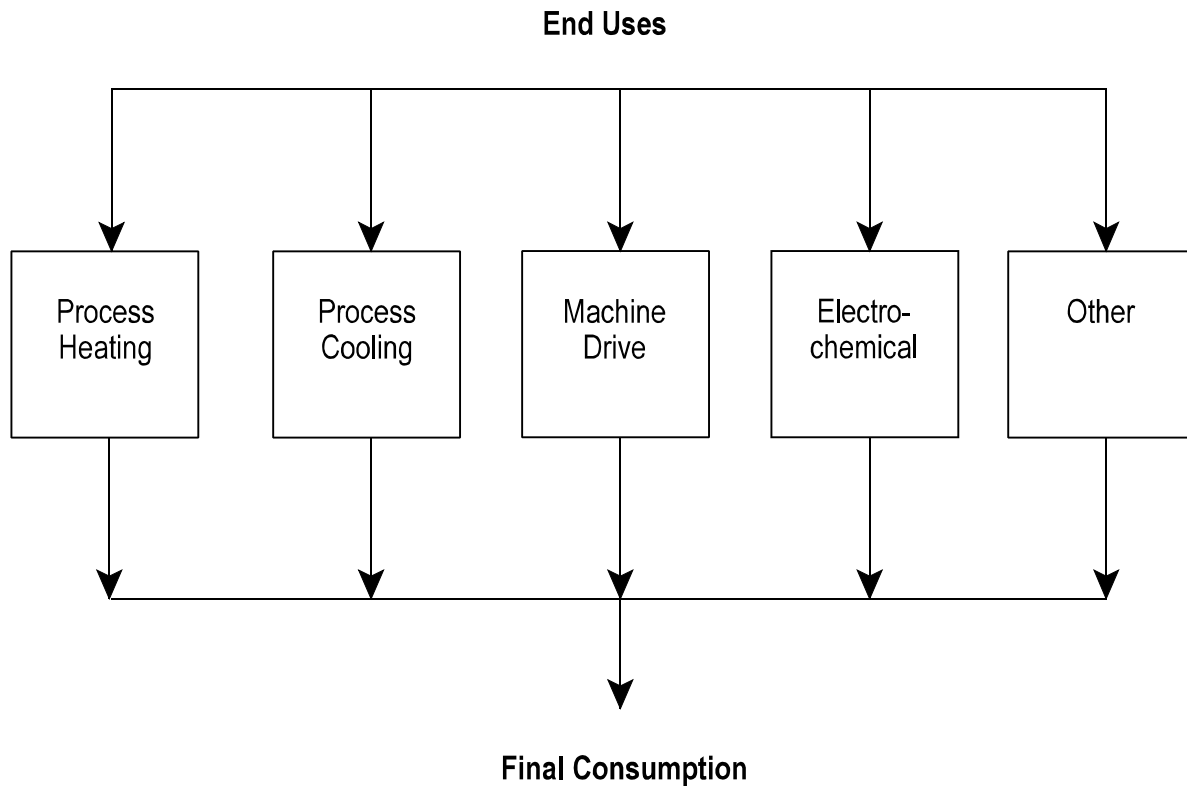 End Uses
Process
Heating
Process
Cooling
Machine
Drive
Electro-
chemical
Other
Final Consumption